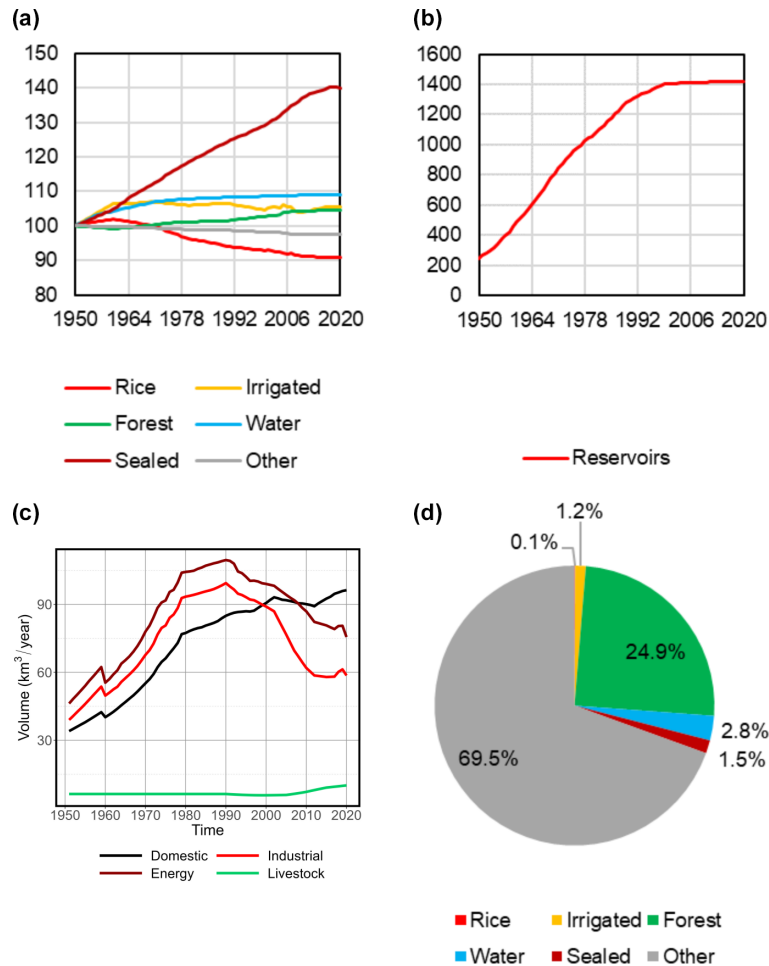 (a)
150
140
130
120
110
100
90
80
1950 1964 1978 1992 2006 2020
Rice Irrigated
Forest Water
Sealed Other
(b)
1600
1400
1200
1000
800
600
400
200
0
1950 1964 1978 1992 2006 2020
Reservoirs
(c)
Volume (km³/year)
90
60
30
1950 1960 1970 1980 1990 2000 2010 2020
Time
Domestic Industrial
Energy Livestock
(d)
1.2%
0.1%
24.9%
2.8%
1.5%
69.5%
Rice Irrigated Forest
Water Sealed Other